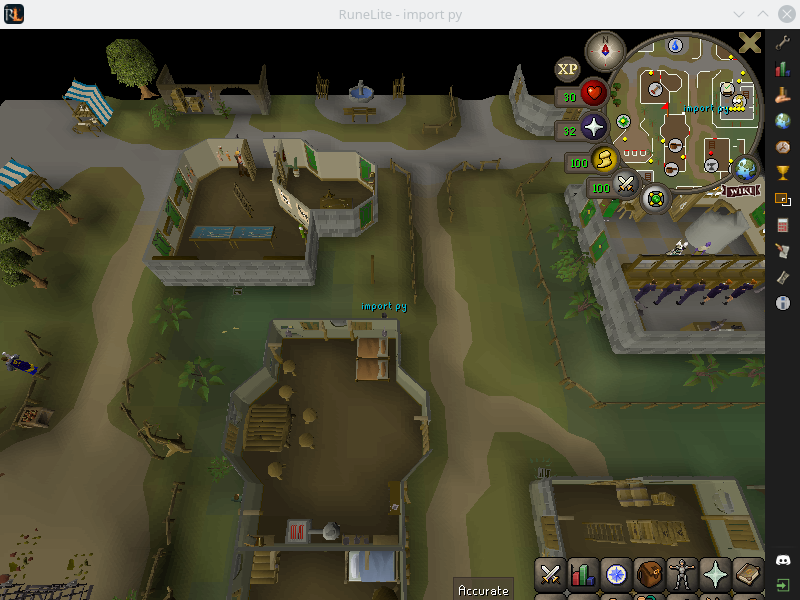 RuneLite - import py
XP
30
import py
32
100
100
WIKI
import py
Accurate